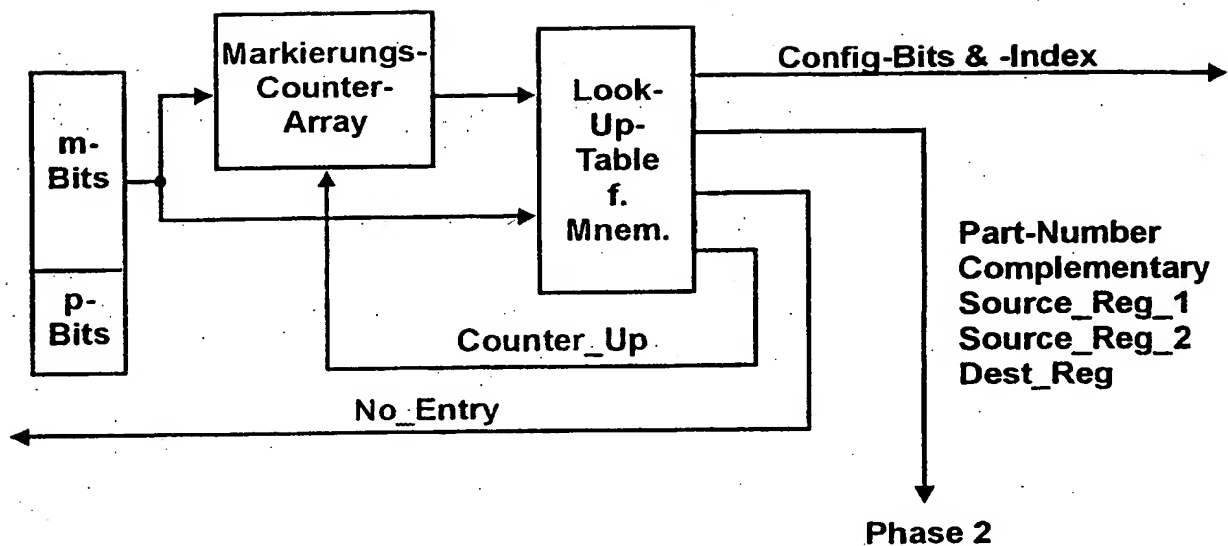 m-
Bits
p-
Bits
Markierungs-
Counter-
Array
Look-
Up-
Table
f.
Mnem.
Config-Bits & -Index
Counter_Up
No_Entry
Part-Number
Complementary
Source_Reg_1
Source_Reg_2
Dest_Reg
Phase 2